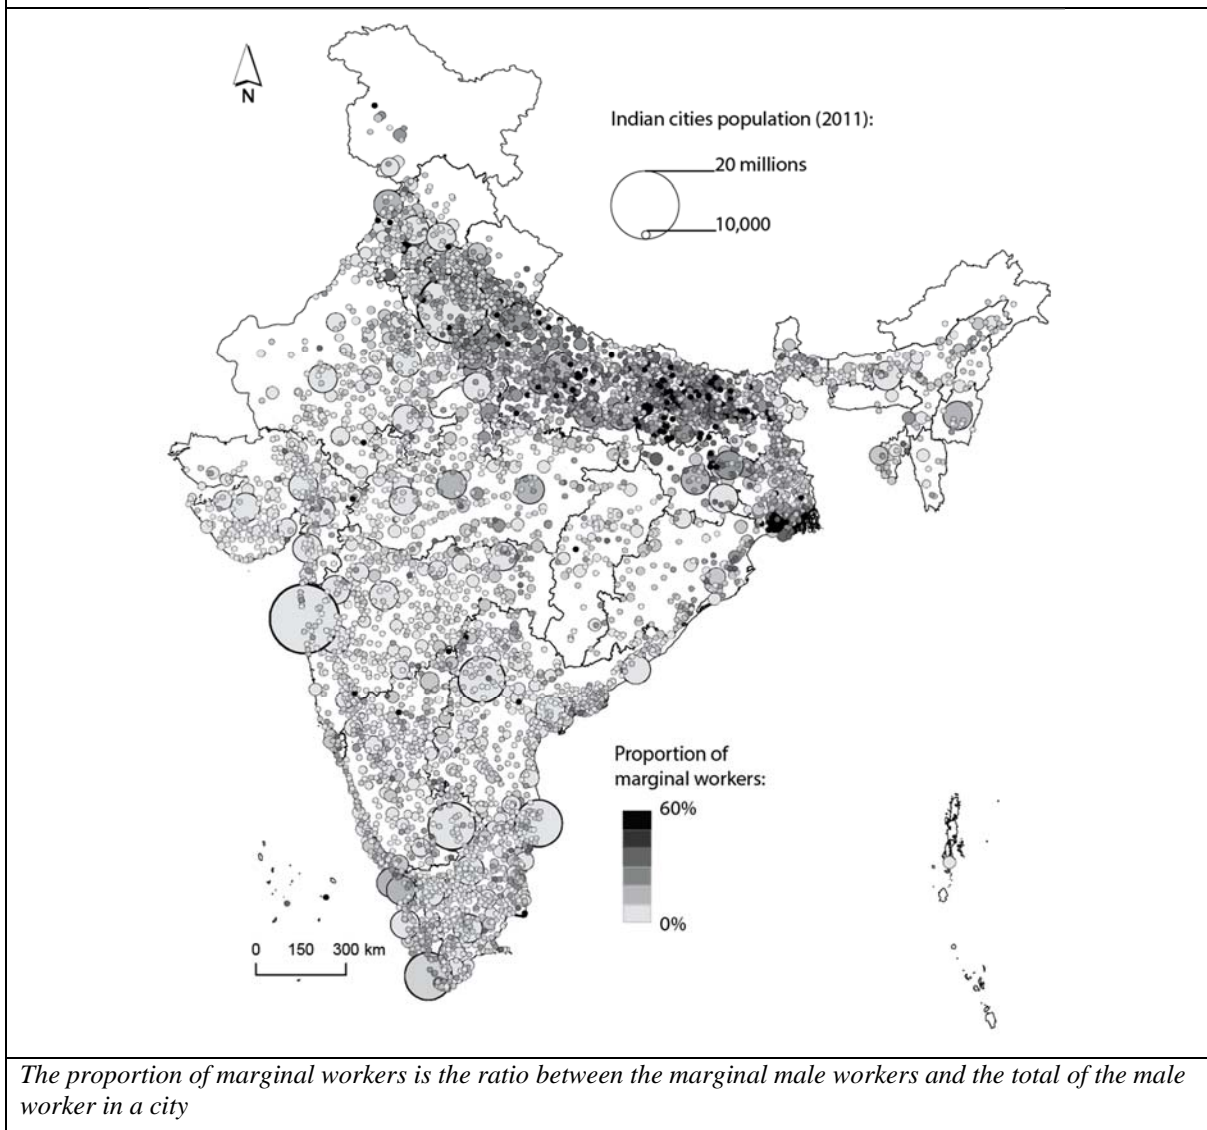 N
Indian cities population (2011):
20 millions
10,000
Proportion of
marginal workers:
60%
0%
0 150 300 km
The proportion of marginal workers is the ratio between the marginal male workers and the total of the male
worker in a city